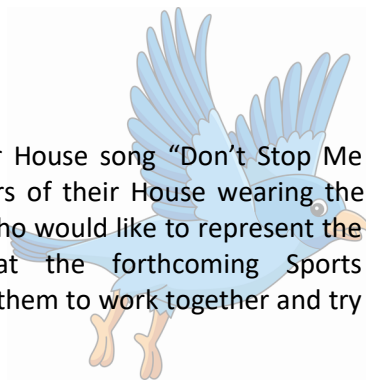 r House song “Don’t Stop Me
rs of their House wearing the
ho would like to represent the
at the forthcoming Sports
them to work together and try